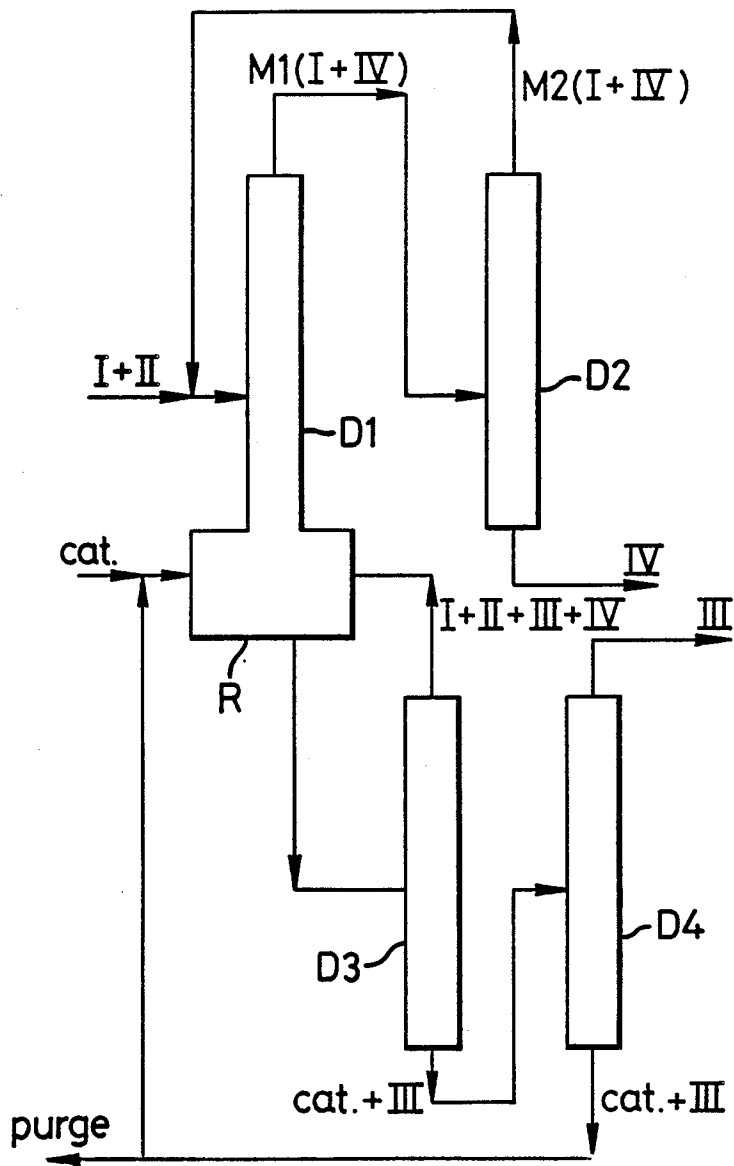 M1(I+IV)
M2(I+IV)
I+II
D2
D1
cat.
IV
I+II+III+IV
III
R
D4
D3
cat.+III
cat.+III
purge